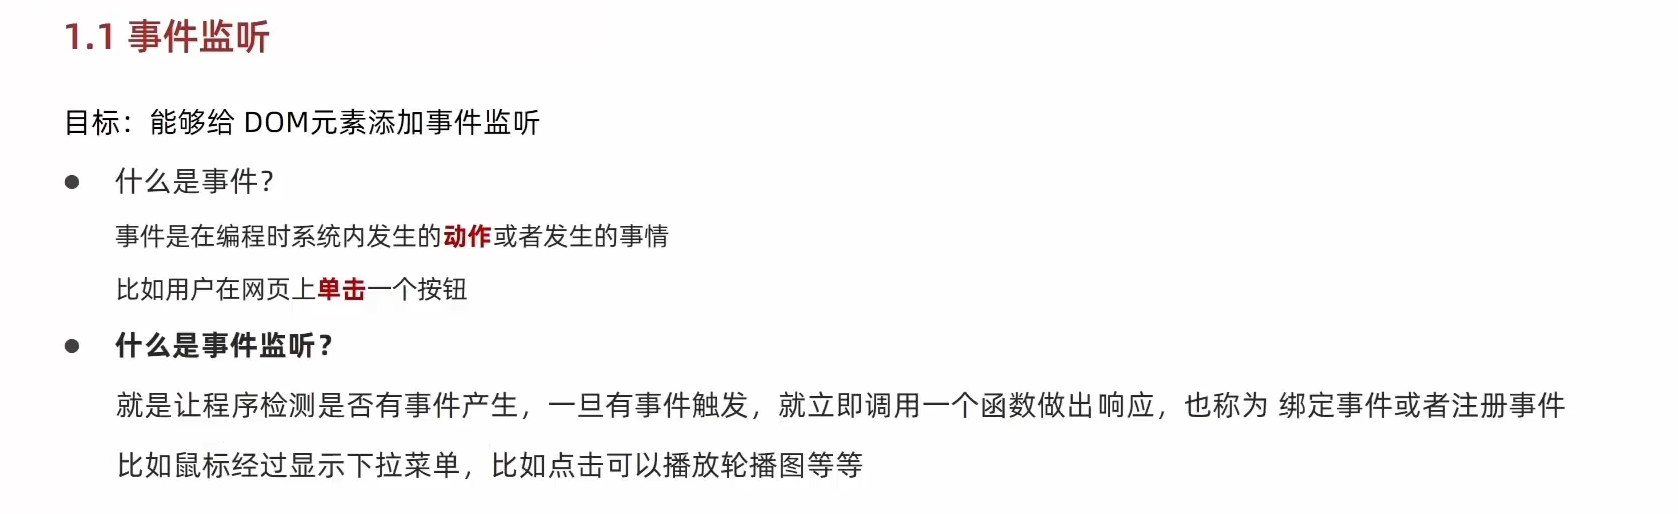 1.1 事件监听
目标：能够给 DOM元素添加事件监听
● 什么是事件？
事件是在编程时系统内发生的动作或者发生的事情
比如用户在网页上单击一个按钮
● 什么是事件监听？
就是让程序检测是否有事件产生，一旦有事件触发，就立即调用一个函数做出响应，也称为 绑定事件或者注册事件
比如鼠标经过显示下拉菜单，比如点击可以播放轮播图等等